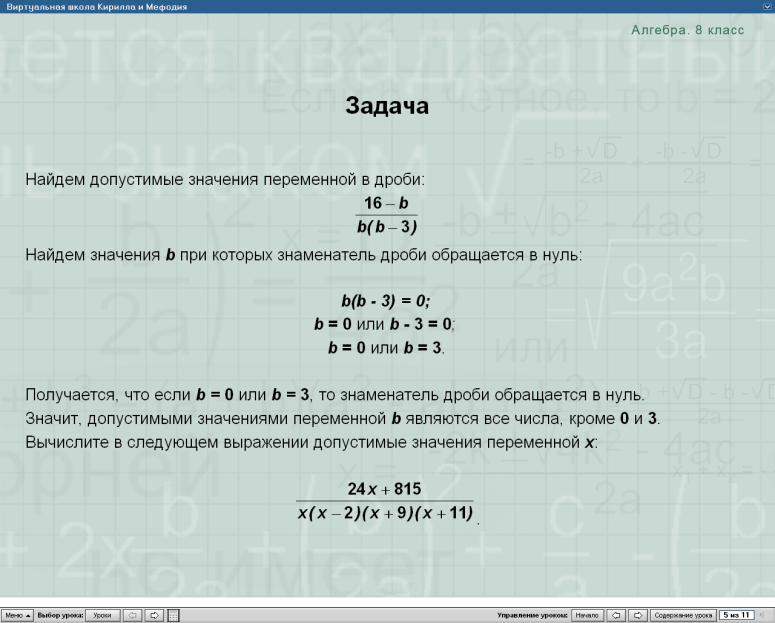 Виртуальная школа Кирилла и Мефодия
Алгебра. 8 класс
Задача
Найдем допустимые значения переменной в дроби:
16 – b
b(b – 3)
Найдем значения b при которых знаменатель дроби обращается в нуль:
b(b - 3) = 0;
b = 0 или b - 3 = 0;
b = 0 или b = 3.
Получается, что если b = 0 или b = 3, то знаменатель дроби обращается в нуль.
Значит, допустимыми значениями переменной b являются все числа, кроме 0 и 3.
Вычислите в следующем выражении допустимые значения переменной x:
24x + 815
x(x – 2)(x + 9)(x + 11) .
Меню Выбор урока: Уроки Управление уроком: Начало Содержание урока 5 из 11